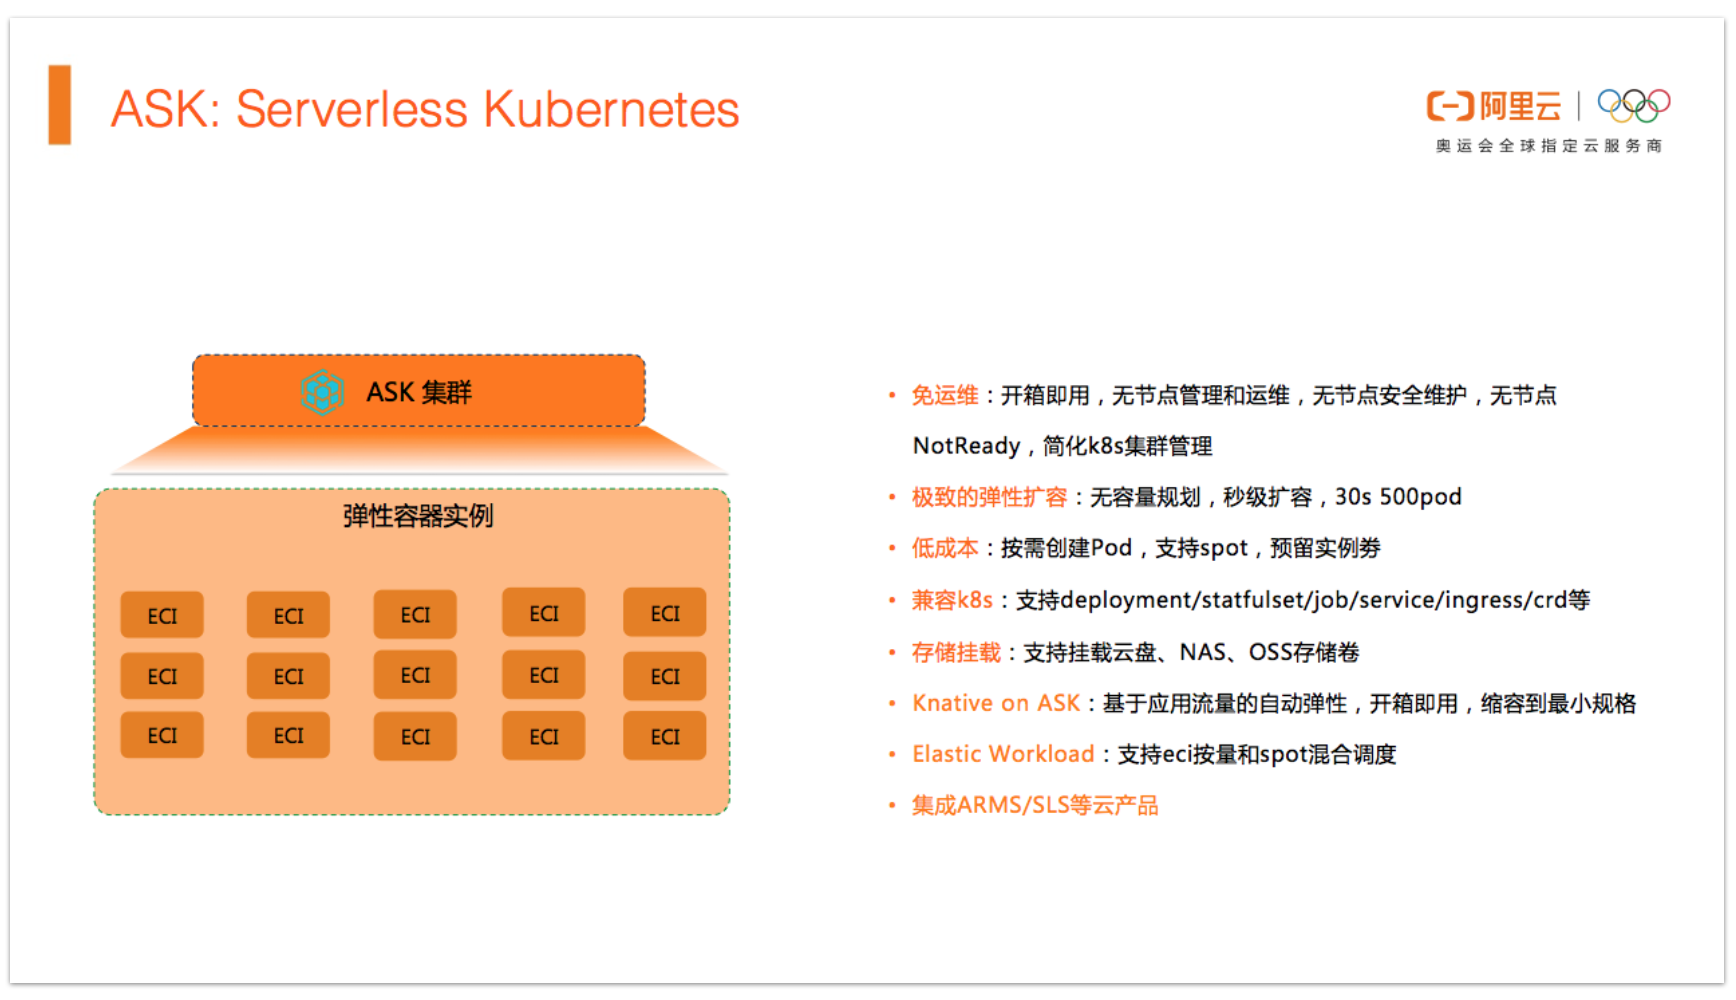 ASK: Serverless Kubernetes
阿里云
奥运会全球指定云服务商
ASK 集群
弹性容器实例
ECI ECI ECI ECI ECI
ECI ECI ECI ECI ECI
ECI ECI ECI ECI ECI
• 免运维：开箱即用，无节点管理和运维，无节点安全维护，无节点
NotReady，简化k8s集群管理
• 极致的弹性扩容：无容量规划，秒级扩容，30s 500pod
• 低成本：按需创建Pod，支持spot，预留实例券
• 兼容k8s：支持deployment/statfulset/job/service/ingress/crd等
• 存储挂载：支持挂载云盘、NAS、OSS存储卷
• Knative on ASK：基于应用流量的自动弹性，开箱即用，缩容到最小规格
• Elastic Workload：支持eci按量和spot混合调度
• 集成ARMS/SLS等云产品